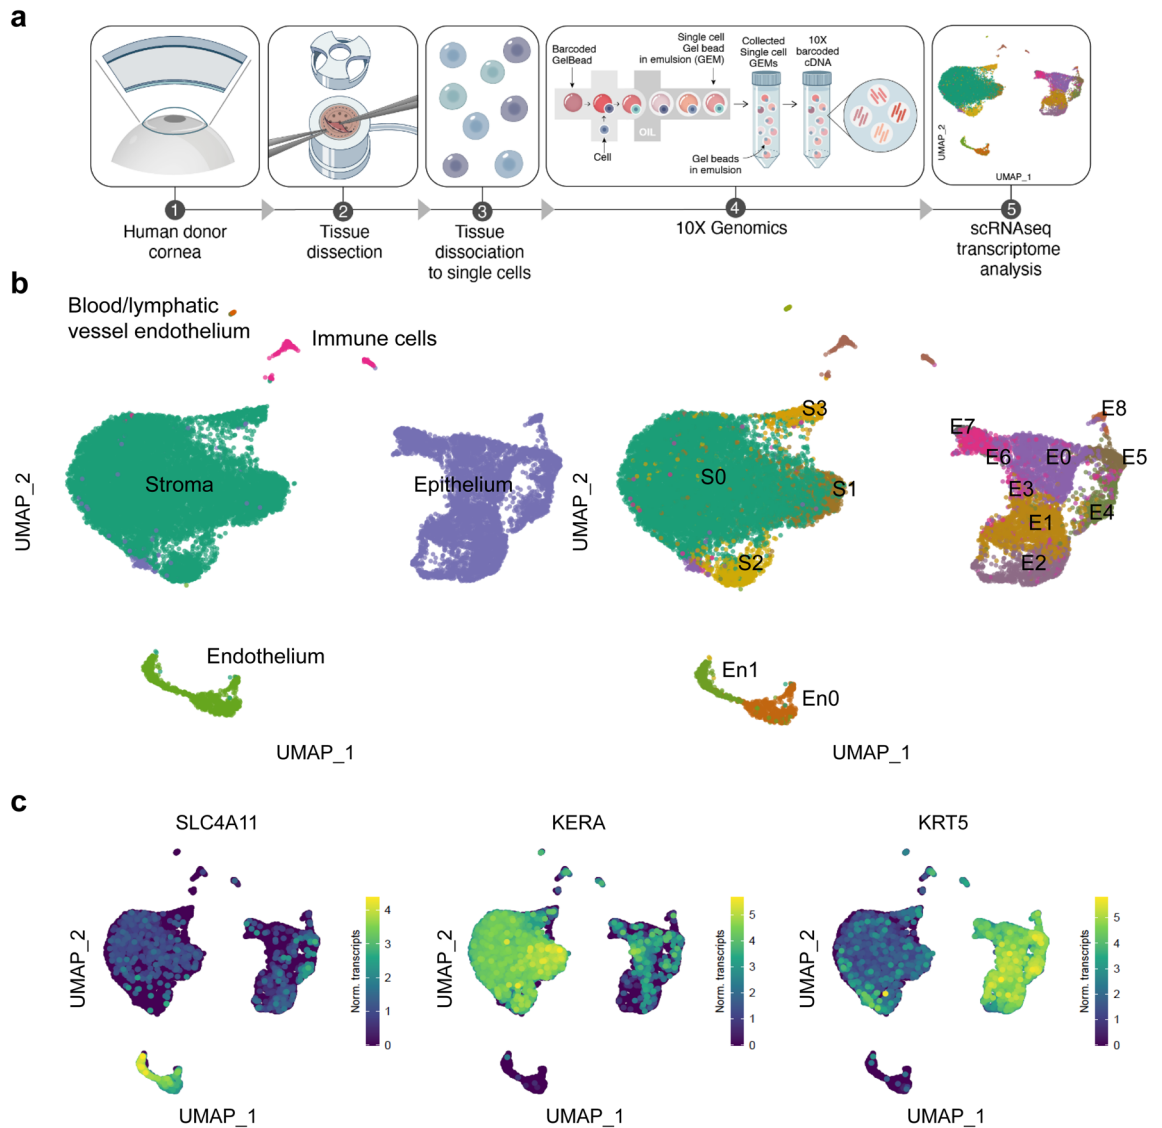 a
Barcoded
GelBead
Single cell
Gel bead
in emulsion (GEM)
Collected
Single cell
GEMs
10X
barcoded
cDNA
OIL
Cell
Gel beads
in emulsion
UMAP_2
UMAP_1
1
2
3
4
5
Human donor
cornea
Tissue
dissection
Tissue
dissociation
to single cells
10X Genomics
scRNAseq
transcriptome
analysis
b
Blood/lymphatic
vessel endothelium
Immune cells
Stroma
Epithelium
Endothelium
UMAP_2
UMAP_1
S3
S0
S1
S2
E8
E7
E6
E0
E5
E3
E4
E1
E2
En1
En0
UMAP_2
UMAP_1
c
SLC4A11
UMAP_2
UMAP_1
Norm. transcripts
4
3
2
1
0
KERA
UMAP_2
UMAP_1
Norm. transcripts
5
4
3
2
1
0
KRT5
UMAP_2
UMAP_1
Norm. transcripts
5
4
3
2
1
0